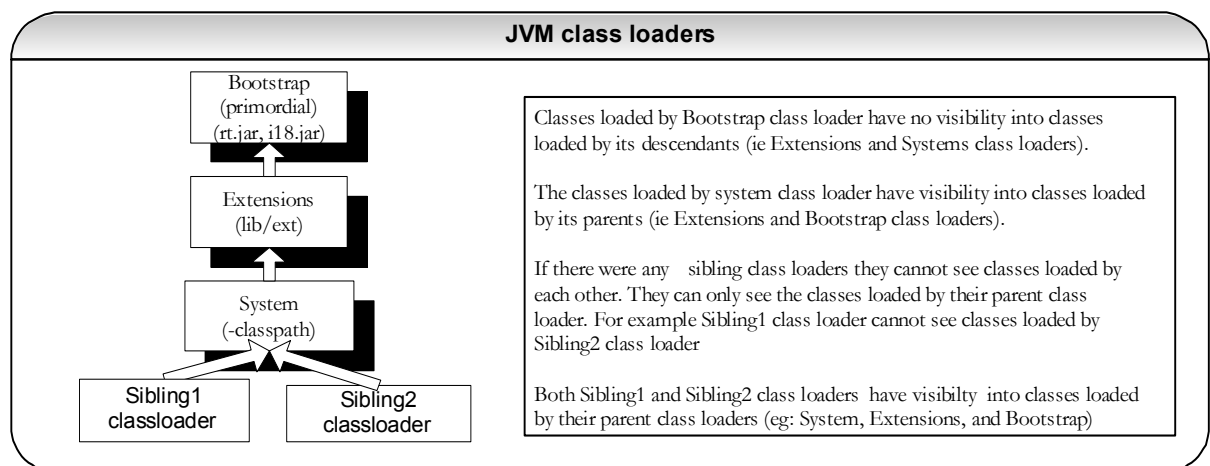 JVM class loaders
Bootstrap
(primordial)
(rt.jar, i18.jar)
Extensions
(lib/ext)
System
(-classpath)
Sibling1
classloader
Sibling2
classloader
Classes loaded by Bootstrap class loader have no visibility into classes
loaded by its descendants (ie Extensions and Systems class loaders).
The classes loaded by system class loader have visibility into classes loaded
by its parents (ie Extensions and Bootstrap class loaders).
If there were any sibling class loaders they cannot see classes loaded by
each other. They can only see the classes loaded by their parent class
loader. For example Sibling1 class loader cannot see classes loaded by
Sibling2 class loader
Both Sibling1 and Sibling2 class loaders have visibilty into classes loaded
by their parent class loaders (eg: System, Extensions, and Bootstrap)